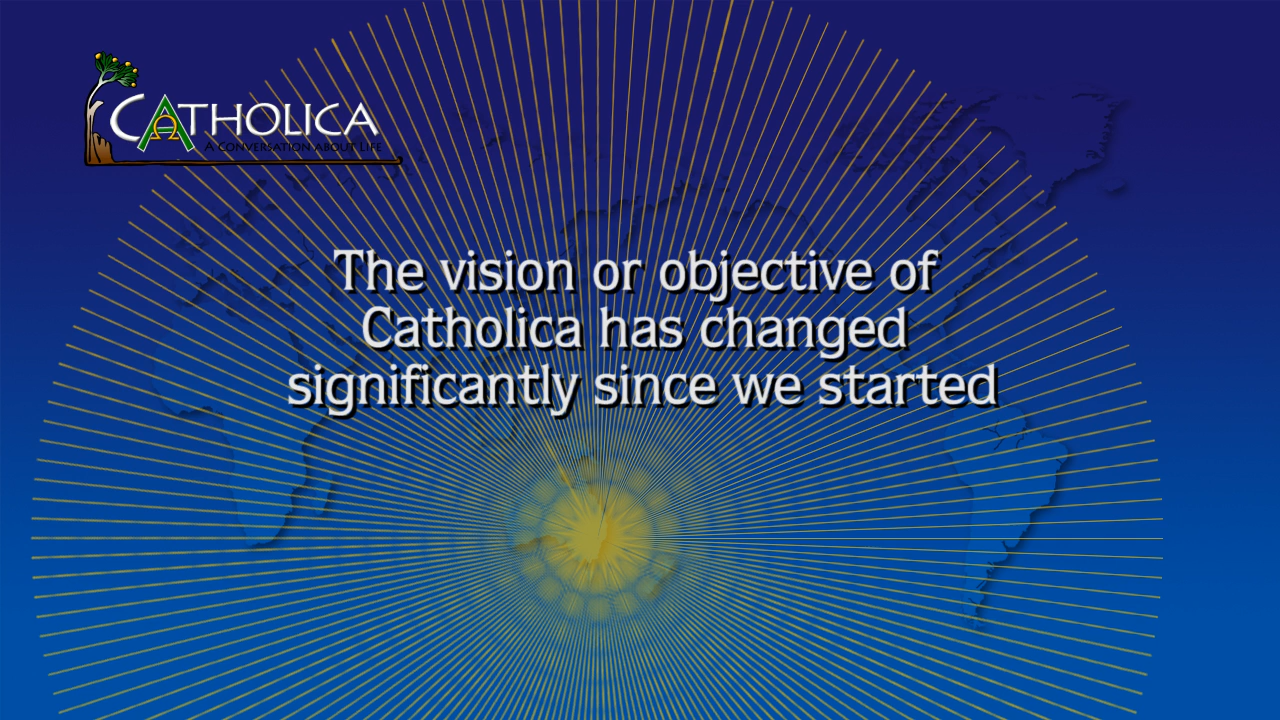 CATHOLICA
A CONVERSATION ABOUT LIFE
The vision or objective of
Catholica has changed
significantly since we started